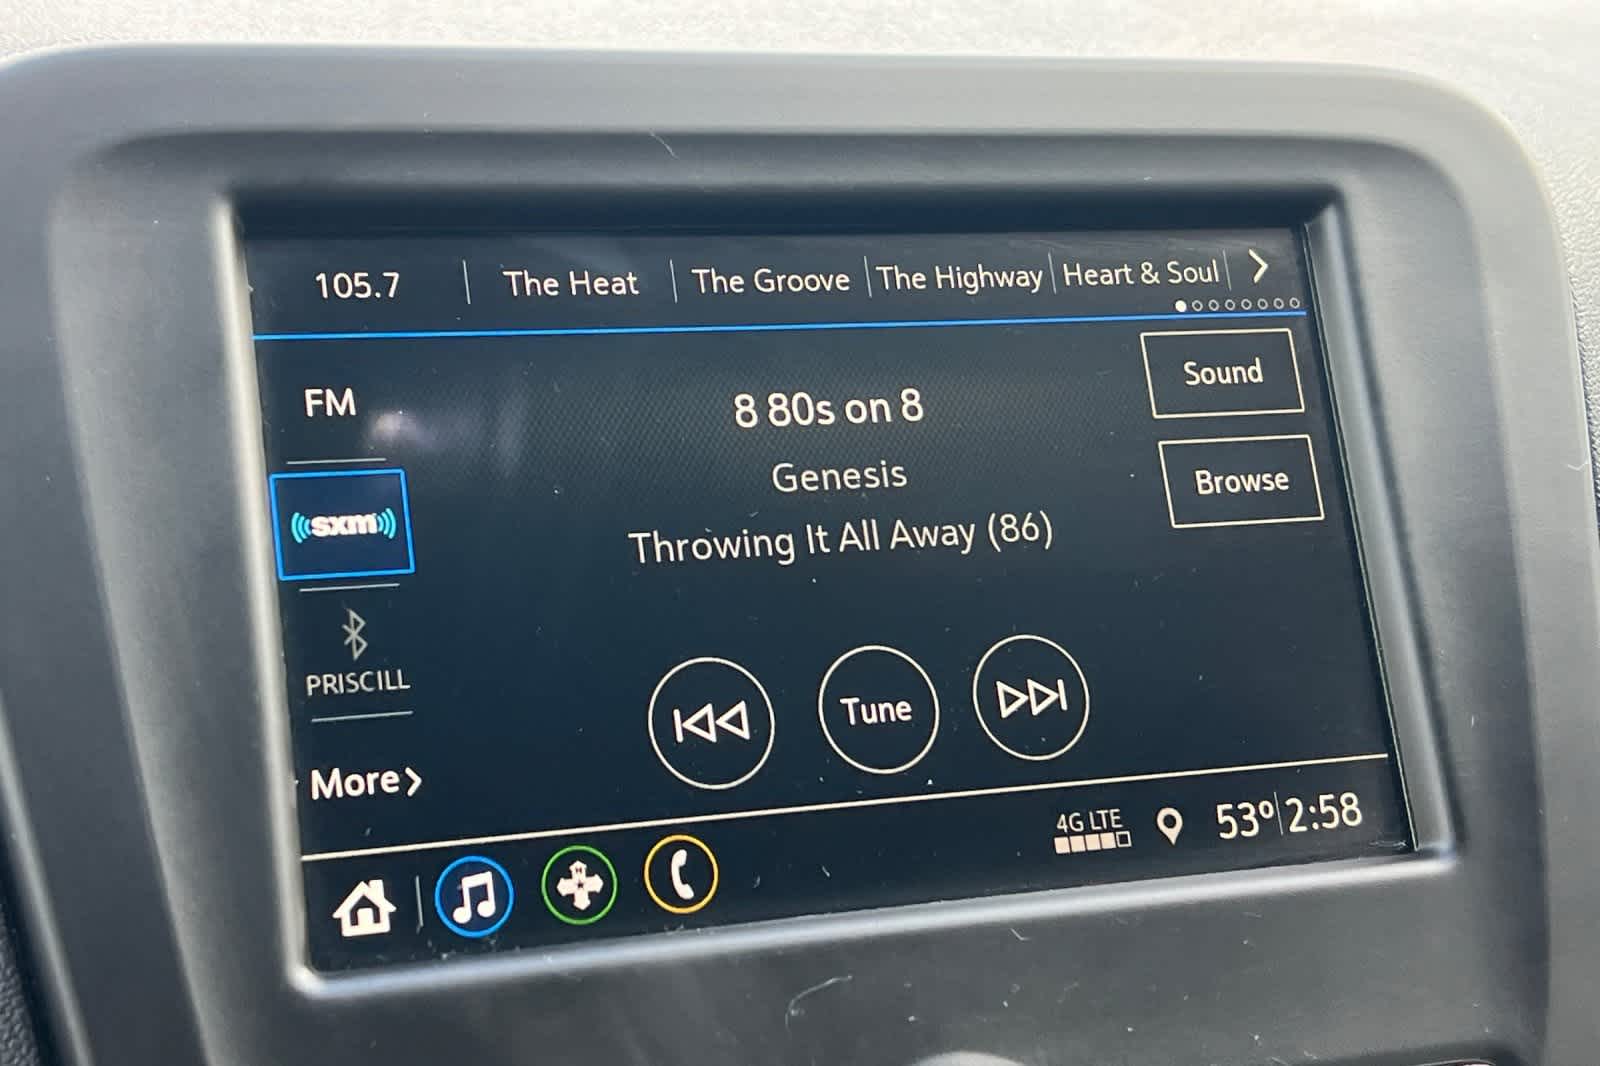 105.7 The Heat The Groove The Highway Heart & Soul
Sound
FM
8 80s on 8
Genesis
Browse
Throwing It All Away (86)
sxm
PRISCILL
Tune
More
4G LTE
53° 2:58